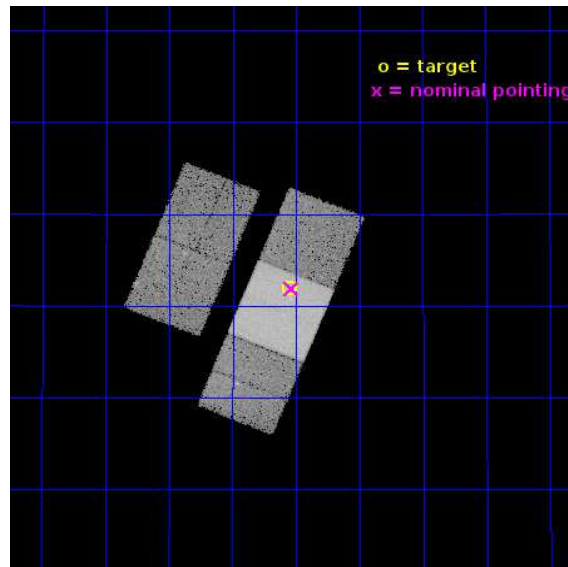 o = target
x = nominal pointing